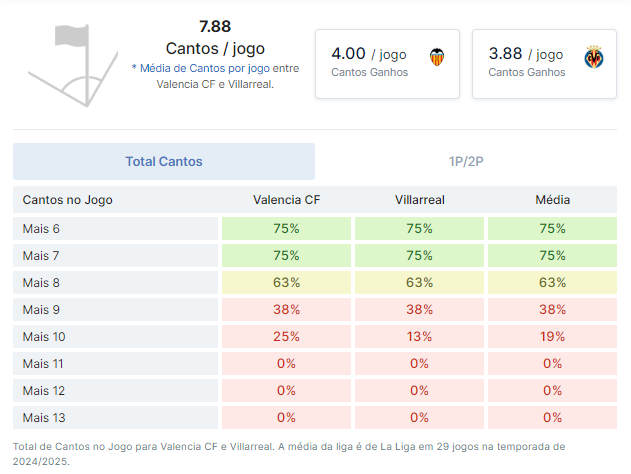 7.88
Cantos / jogo
* Média de Cantos por jogo entre
Valencia CF e Villarreal.
4.00 / jogo
Cantos Ganhos
3.88 / jogo
Cantos Ganhos
Total Cantos 1P/2P
Cantos no Jogo Valencia CF Villarreal Média
Mais 6 75% 75% 75%
Mais 7 75% 75% 75%
Mais 8 63% 63% 63%
Mais 9 38% 38% 38%
Mais 10 25% 13% 19%
Mais 11 0% 0% 0%
Mais 12 0% 0% 0%
Mais 13 0% 0% 0%
Total de Cantos no Jogo para Valencia CF e Villarreal. A média da liga é de La Liga em 29 jogos na temporada de
2024/2025.